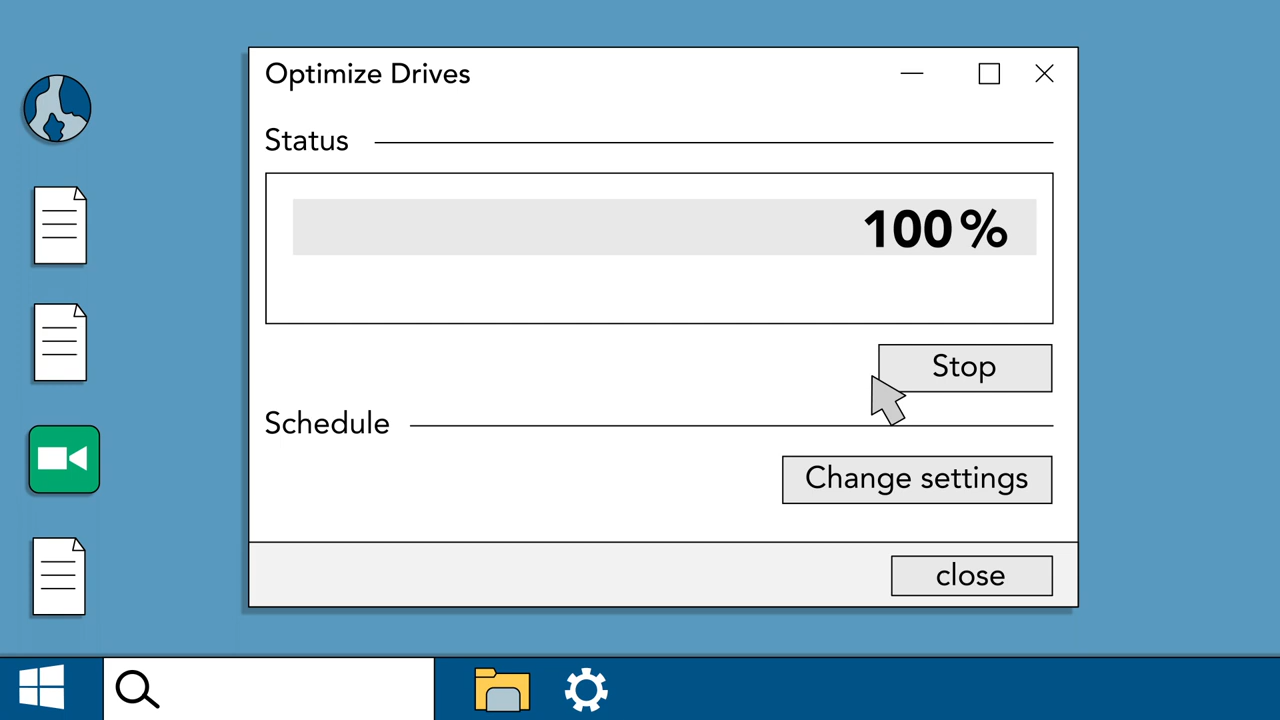 Optimize Drives
Status
100%
Stop
Schedule
Change settings
close